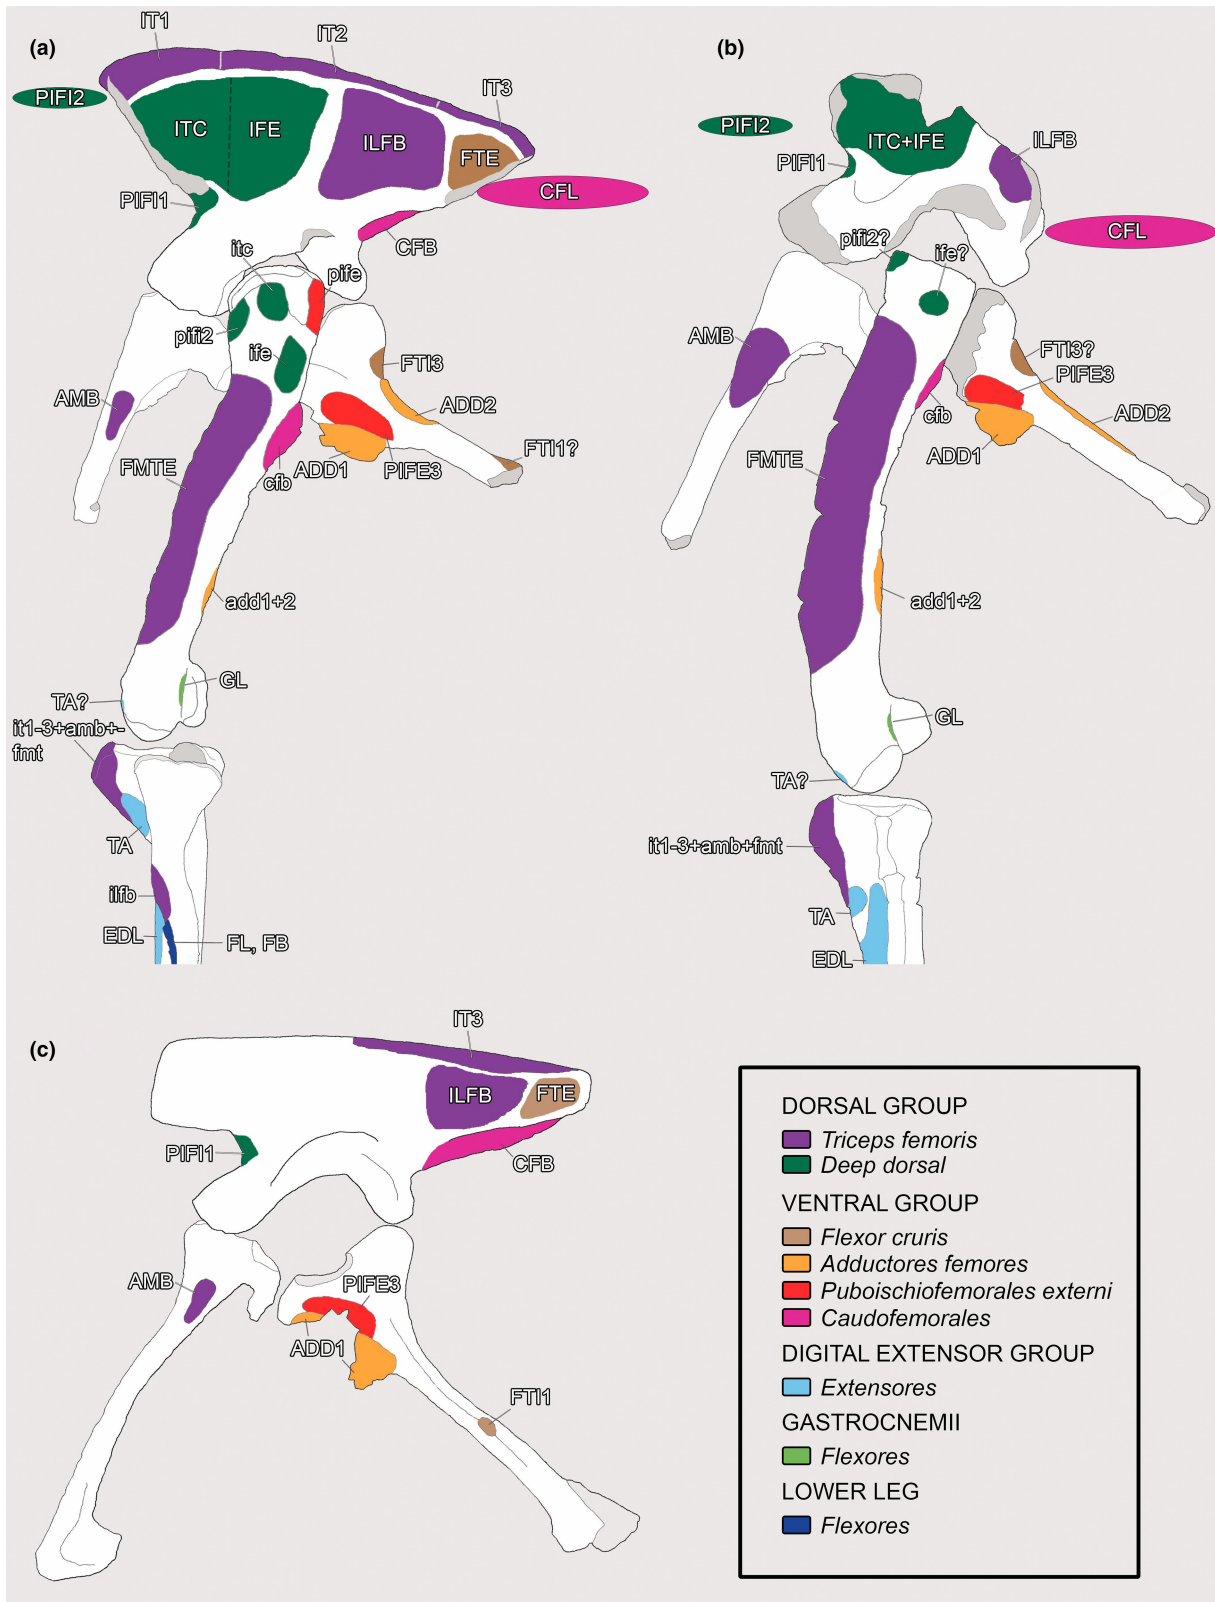 (a)
IT1
IT2
IT3
PIFI2
ITC
IFE
ILFB
FTE
CFL
PIFI1
CFB
itc
pife
pifi2
ife
FTI3
AMB
ADD2
FMTE
cfb
ADD1
PIFE3
FTI1?
add1+2
GL
TA?
it1-3+amb+-
fmt
TA
ilfb
EDL
FL, FB
(b)
PIFI2
ITC+IFE
ILFB
PIFI1
CFL
pifi2?
ife?
AMB
FTI3?
PIFE3
cfb
ADD2
ADD1
FMTE
add1+2
GL
TA?
it1-3+amb+fmt
TA
EDL
(c)
IT3
ILFB
FTE
PIFI1
CFB
AMB
PIFE3
ADD1
FTI1
DORSAL GROUP
Triceps femoris
Deep dorsal
VENTRAL GROUP
Flexor cruris
Adductores femores
Puboischiofemorales externi
Caudofemorales
DIGITAL EXTENSOR GROUP
Extensores
GASTROCNEMII
Flexores
LOWER LEG
Flexores